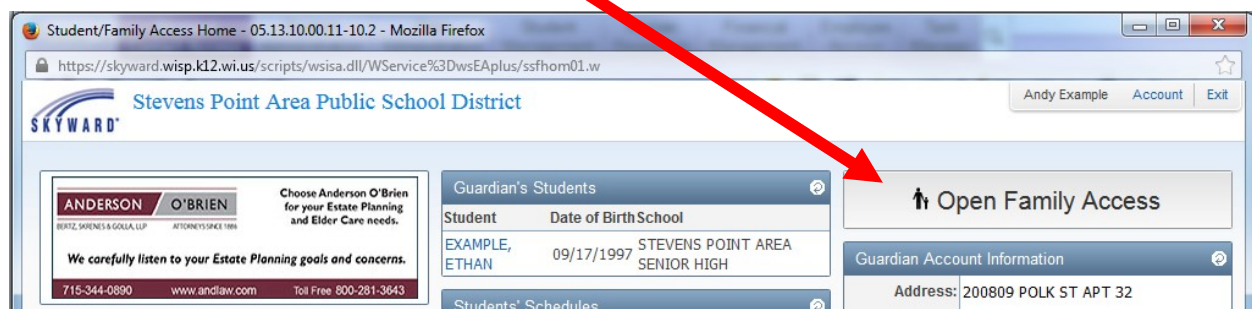 Student/Family Access Home - 05.13.10.00.11-10.2 - Mozilla Firefox
https://skyward.wisp.k12.wi.us/scripts/wsisa.dll/WService%3DwsEAplus/ssfhom01.w
SKYWARD
Stevens Point Area Public School District
Andy Example Account Exit
ANDERSON O'BRIEN
BERTZ, SKRENES & GOLLA, LLP ATTORNEYS SINCE 1886
Choose Anderson O'Brien
for your Estate Planning
and Elder Care needs.
We carefully listen to your Estate Planning goals and concerns.
715-344-0890 www.andlaw.com Toll Free 800-281-3643
Guardian's Students
Student Date of Birth School
EXAMPLE, ETHAN 09/17/1997 STEVENS POINT AREA SENIOR HIGH
Students' Schedules
Open Family Access
Guardian Account Information
Address: 200809 POLK ST APT 32